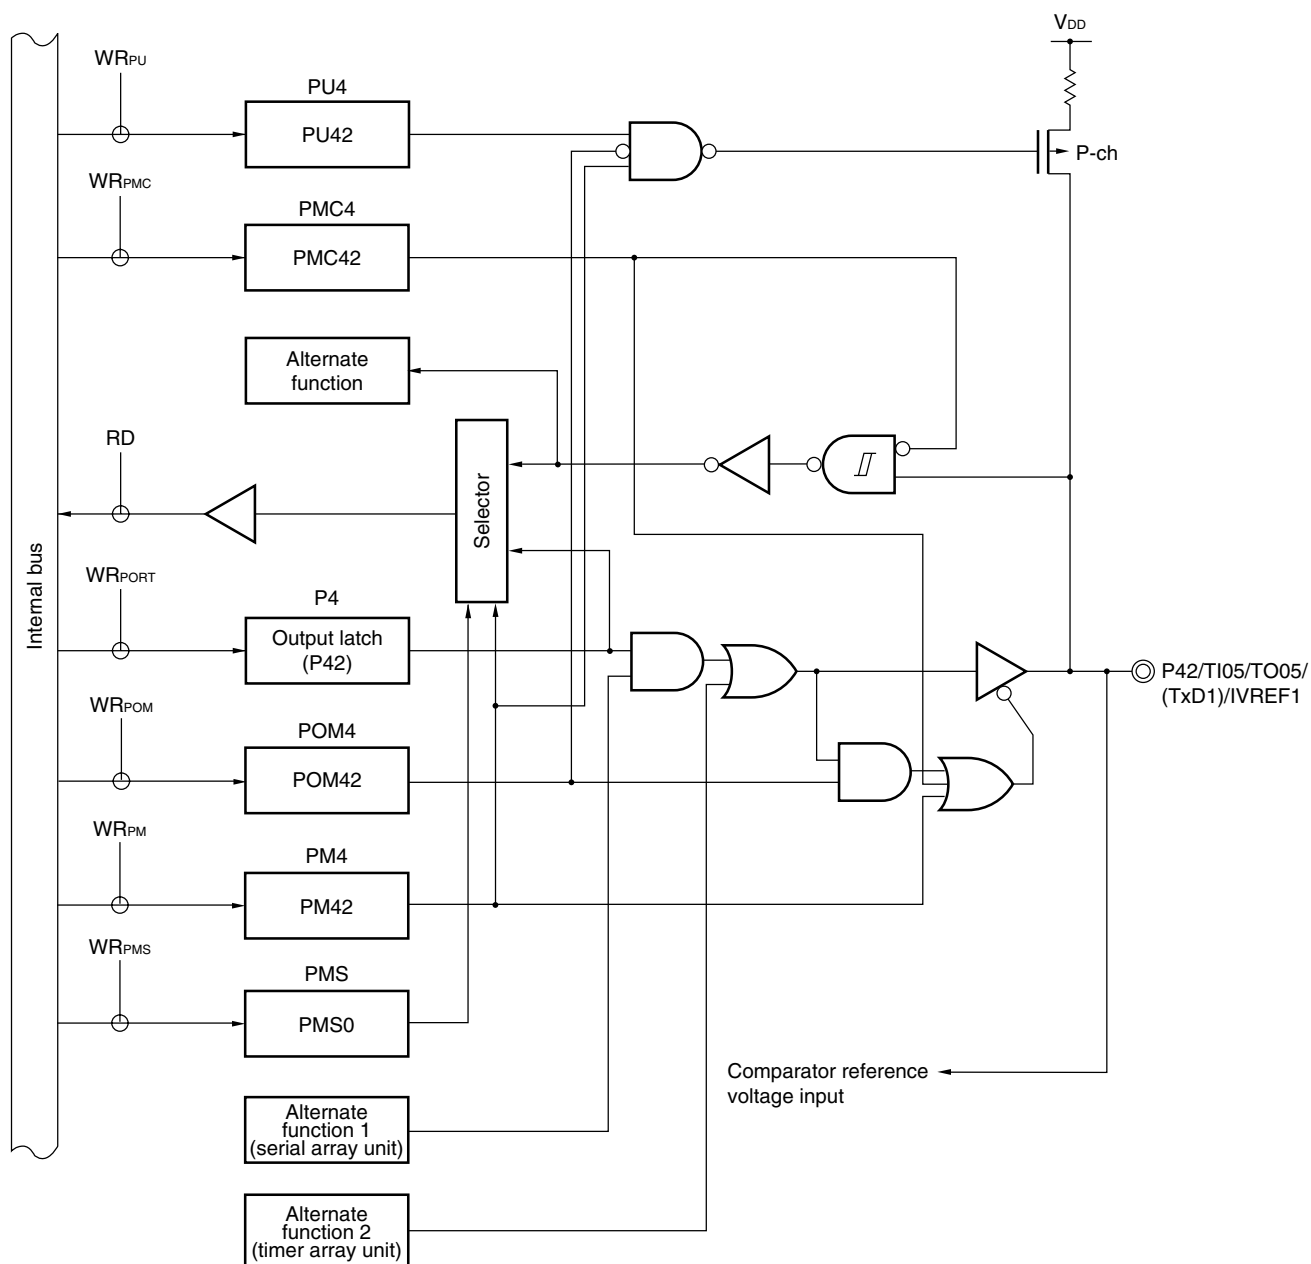 VDD
WRPU
PU4
PU42
P-ch
WRPMC
PMC4
PMC42
Alternate
function
RD
Selector
Internal bus
WRPORT
P4
Output latch
(P42)
P42/TI05/TO05/
(TxD1)/IVREF1
WRPOM
POM4
POM42
WRPM
PM4
PM42
WRPMS
PMS
PMS0
Comparator reference
voltage input
Alternate
function 1
(serial array unit)
Alternate
function 2
(timer array unit)